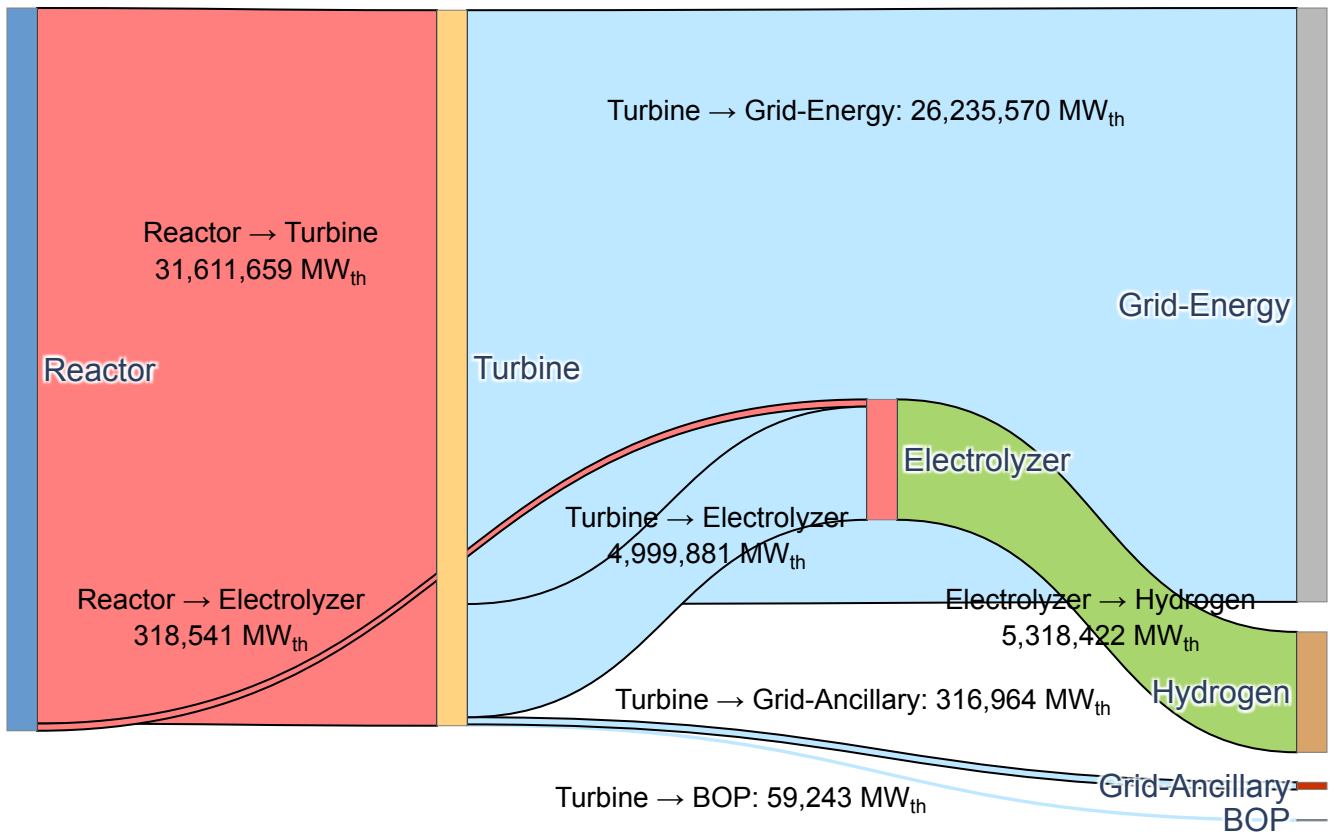 Turbine → Grid-Energy: 26,235,570 MWth
Reactor → Turbine
31,611,659 MWth
Grid-Energy
Reactor
Turbine
Electrolyzer
Turbine → Electrolyzer
4,999,881 MWth
Reactor → Electrolyzer
318,541 MWth
Electrolyzer → Hydrogen
5,318,422 MWth
Hydrogen
Turbine → Grid-Ancillary: 316,964 MWth
Grid-Ancillary
Turbine → BOP: 59,243 MWth
BOP